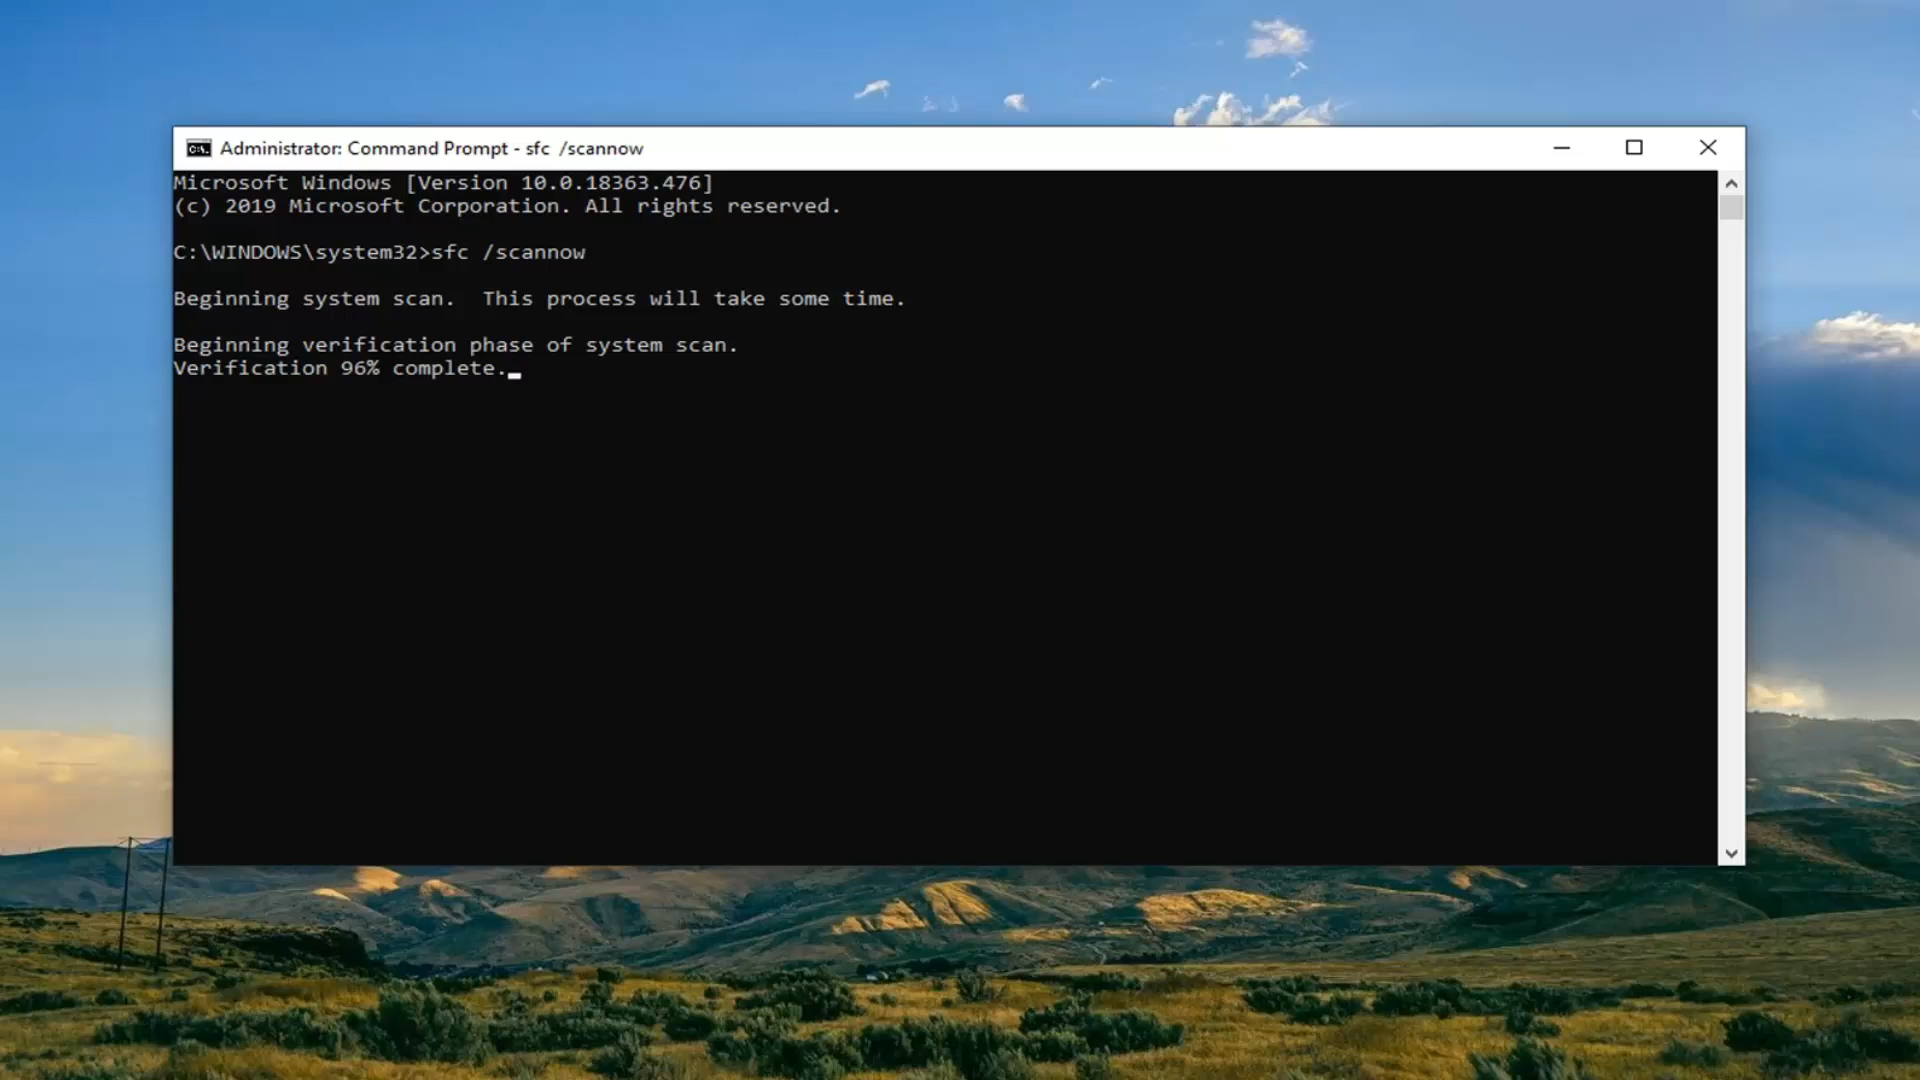 Administrator: Command Prompt - sfc  /scannow
Microsoft Windows [Version 10.0.18363.476]
(c) 2019 Microsoft Corporation. All rights reserved.
C:\WINDOWS\system32>sfc /scannow
Beginning system scan.  This process will take some time.
Beginning verification phase of system scan.
Verification 96% complete.